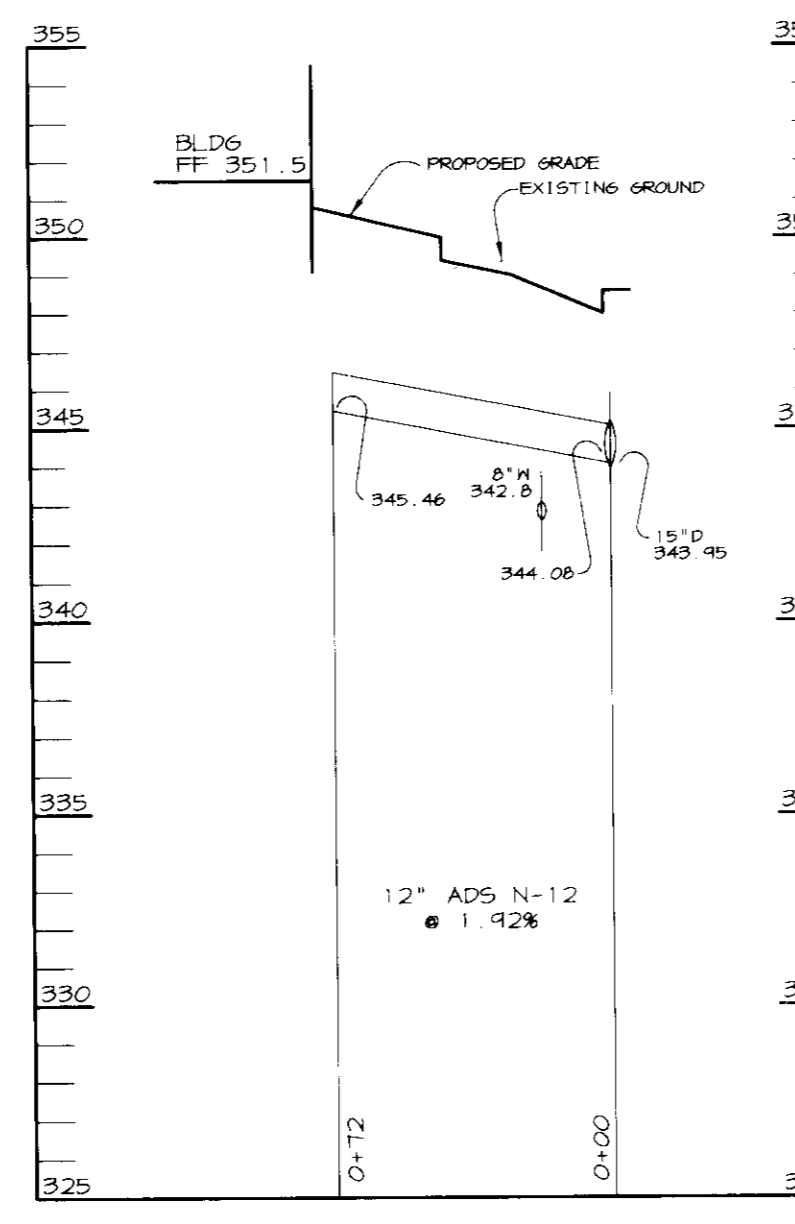 355
BLDG
FF 351.5
PROPOSED GRADE
EXISTING GROUND
350
345
8"W
342.8
345.46
15"D
343.95
344.08
340
335
12" ADS N-12
@ 1.92%
330
0+72
0+00
325